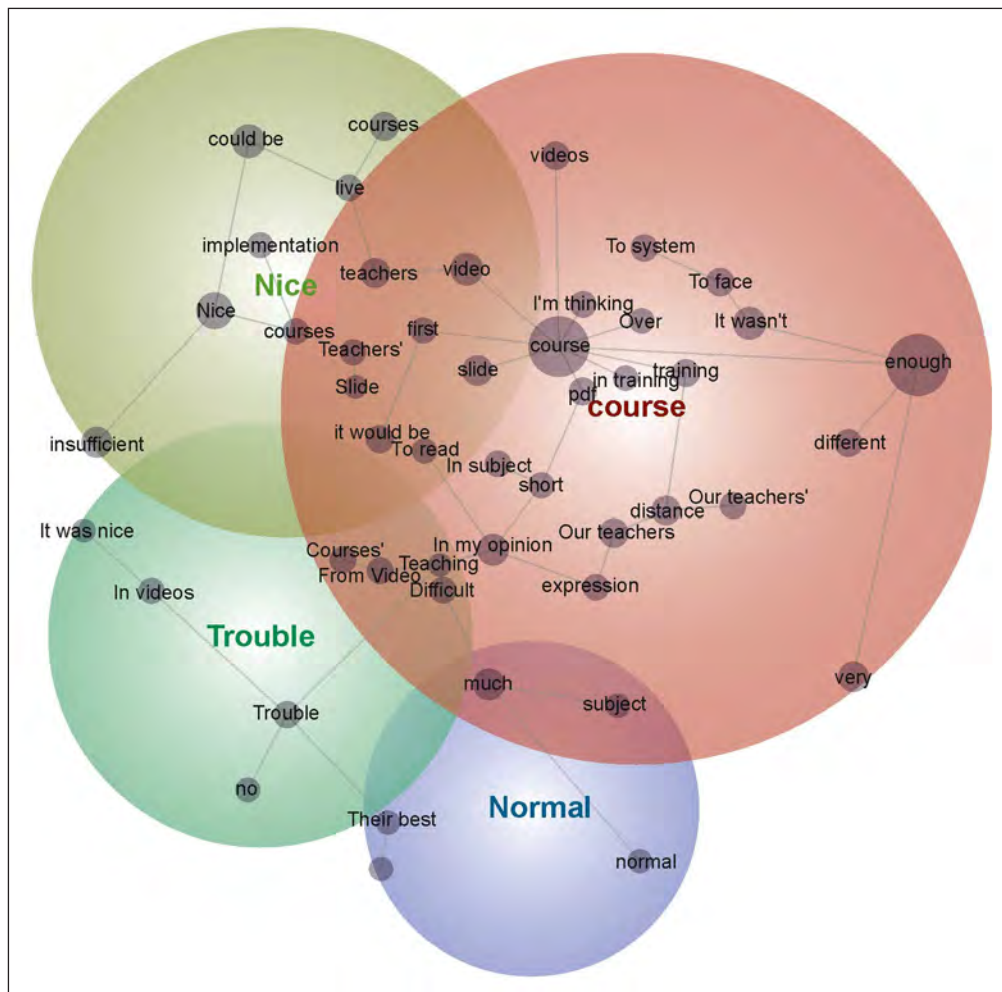 courses
could be
videos
live
implementation
To system
teachers
video
To face
Nice
I'm thinking
Nice
courses
first
Over
It wasn't
Teachers'
course
enough
slide
in training
training
Slide
pdf
course
it would be
insufficient
To read
different
In subject
short
Our teachers'
distance
It was nice
Our teachers
In my opinion
Courses'
Teaching
From Video
In videos
Difficult
expression
Trouble
much
very
subject
Trouble
no
Normal
Their best
normal